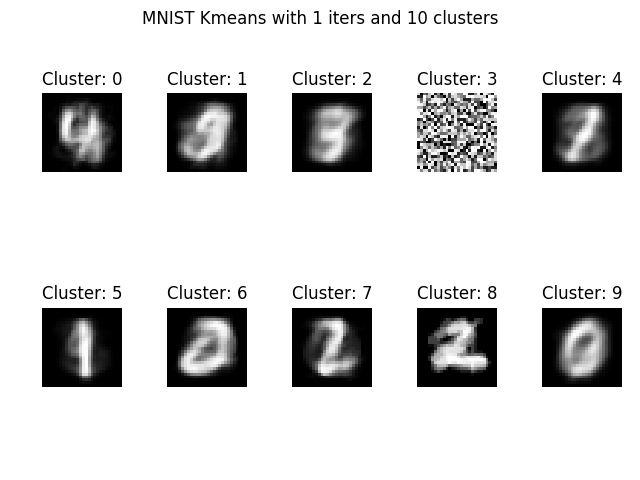 MNIST Kmeans with 1 iters and 10 clusters
Cluster: 0 Cluster: 1 Cluster: 2 Cluster: 3 Cluster: 4
Cluster: 5 Cluster: 6 Cluster: 7 Cluster: 8 Cluster: 9